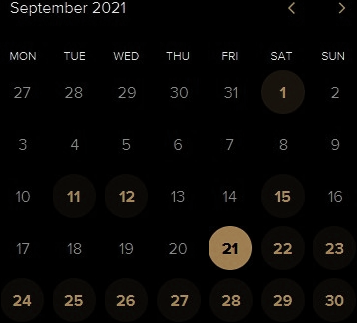 September 2021
MON TUE WED THU FRI SAT SUN
27 28 29 30 31 1 2
3 4 5 6 7 8 9
10 11 12 13 14 15 16
17 18 19 20 21 22 23
24 25 26 27 28 29 30